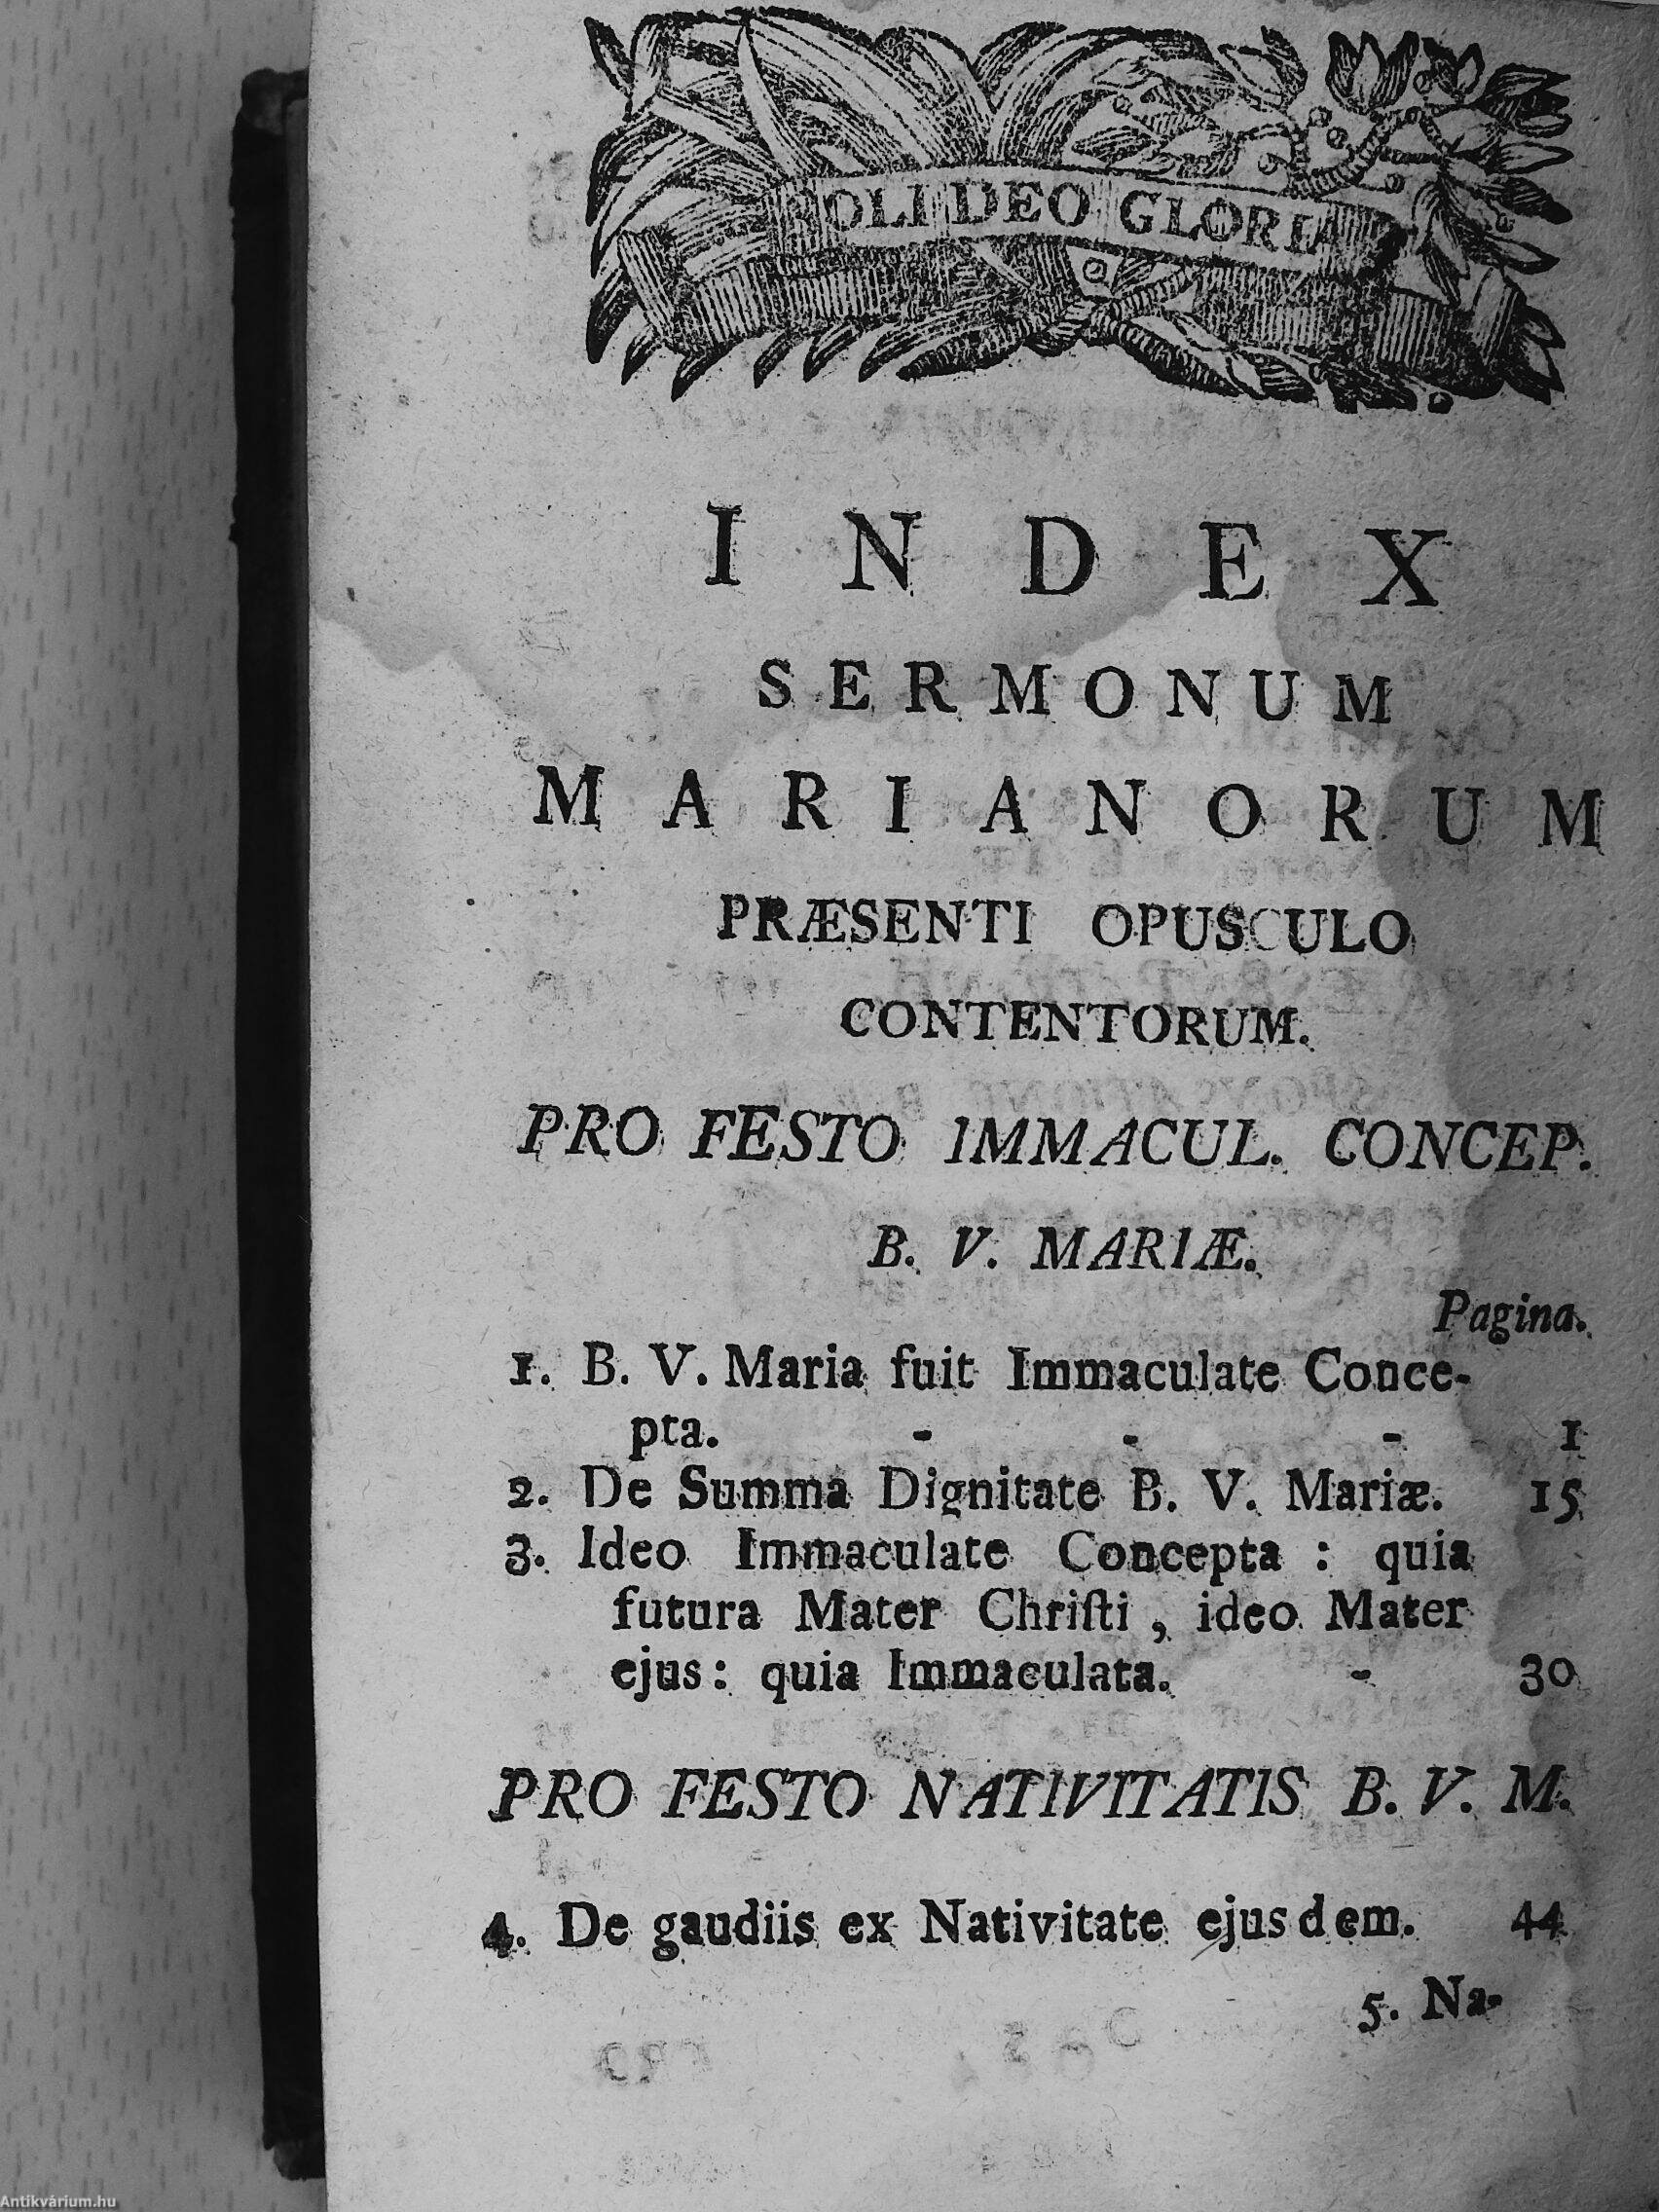 SOLI DEO GLORIA
INDEX
SERMONUM
MARIANORUM
PRÆSENTI OPUSCULO
CONTENTORUM.
PRO FESTO IMMACUL. CONCEP.
B. V. MARIÆ.
Pagina.
1. B. V. Maria fuit Immaculate Conce-
pta. - - - 1
2. De Summa Dignitate B. V. Mariæ. 15
3. Ideo Immaculate Concepta : quia
futura Mater Chriſti , ideo Mater
ejus: quia Immaculata. - 30
PRO FESTO NATIVITATIS B. V. M.
4. De gaudiis ex Nativitate ejusdem. 44
5. Na-
Antikvárium.hu